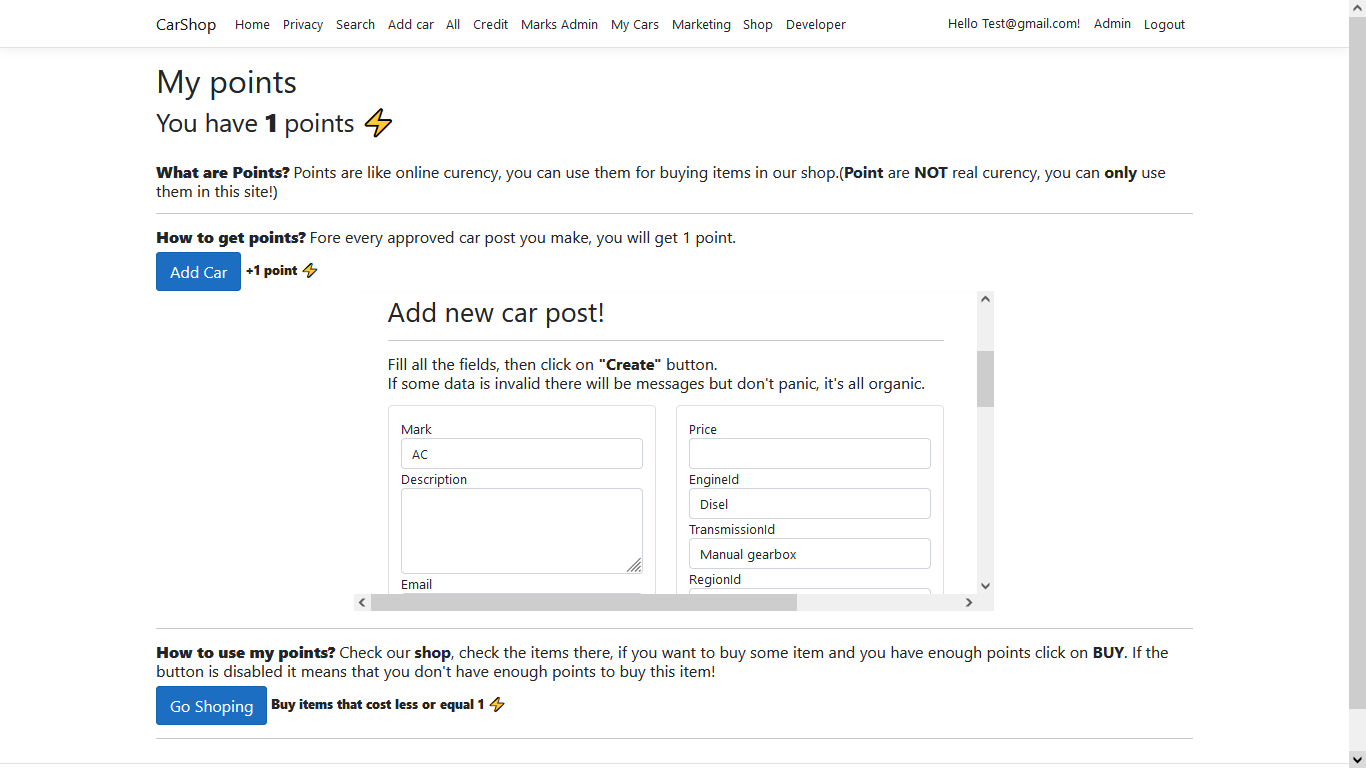 CarShop Home Privacy Search Add car All Credit Marks Admin My Cars Marketing Shop Developer Hello Test@gmail.com! Admin Logout
My points
You have 1 points ⚡
What are Points? Points are like online curency, you can use them for buying items in our shop.(Point are NOT real curency, you can only use
them in this site!)
How to get points? Fore every approved car post you make, you will get 1 point.
Add Car +1 point ⚡
Add new car post!
Fill all the fields, then click on "Create" button.
If some data is invalid there will be messages but don't panic, it's all organic.
Mark
AC
Description
Email
Price
EngineId
Disel
TransmissionId
Manual gearbox
RegionId
How to use my points? Check our shop, check the items there, if you want to buy some item and you have enough points click on BUY. If the
button is disabled it means that you don't have enough points to buy this item!
Go Shoping Buy items that cost less or equal 1 ⚡